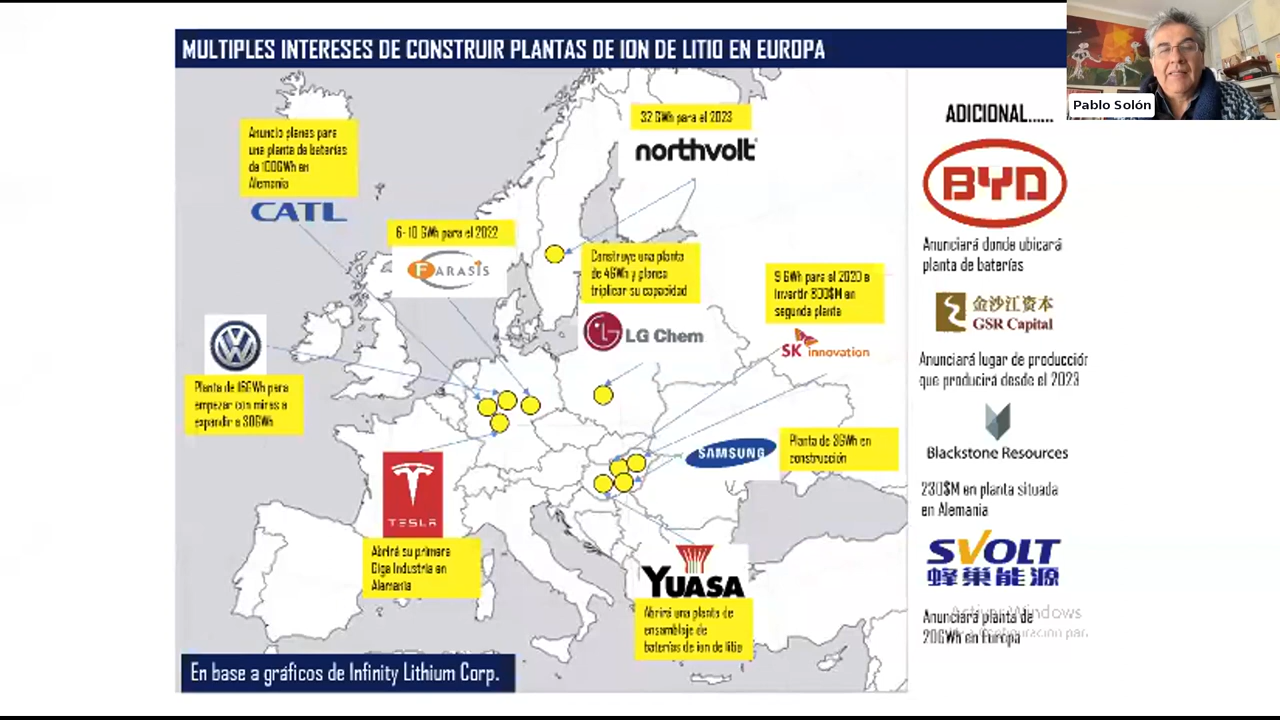 MULTIPLES INTERESES DE CONSTRUIR PLANTAS DE ION DE LITIO EN EUROPA
Pablo Solón
Anuncio planes para
una planta de baterías
de 100GWh en
Alemania
CATL
32 GWh para el 2023
northvolt
6-10 GWh para el 2022
FARASIS
Construye una planta
de 4GWh y planea
triplicar su capacidad
LG Chem
9 GWh para el 2020 e
invertir 800$M en
segunda planta
SK innovation
Planta de 16GWh para
empezar con miras a
expandir a 30GWh
SAMSUNG
Planta de 3GWh en
construcción
TESLA
Abrirá su primera
Giga Industria en
Alemania
YUASA
Abrirá una planta de
ensamblaje de
baterías de ion de litio
En base a gráficos de Infinity Lithium Corp.
ADICIONAL......
BYD
Anunciará donde ubicará
planta de baterías
金沙江资本
GSR Capital
Anunciará lugar de producción
que producirá desde el 2023
Blackstone Resources
230$M en planta situada
en Alemania
SVOLT
蜂巢能源
Anunciará planta de
20GWh en Europa
Activar Windows